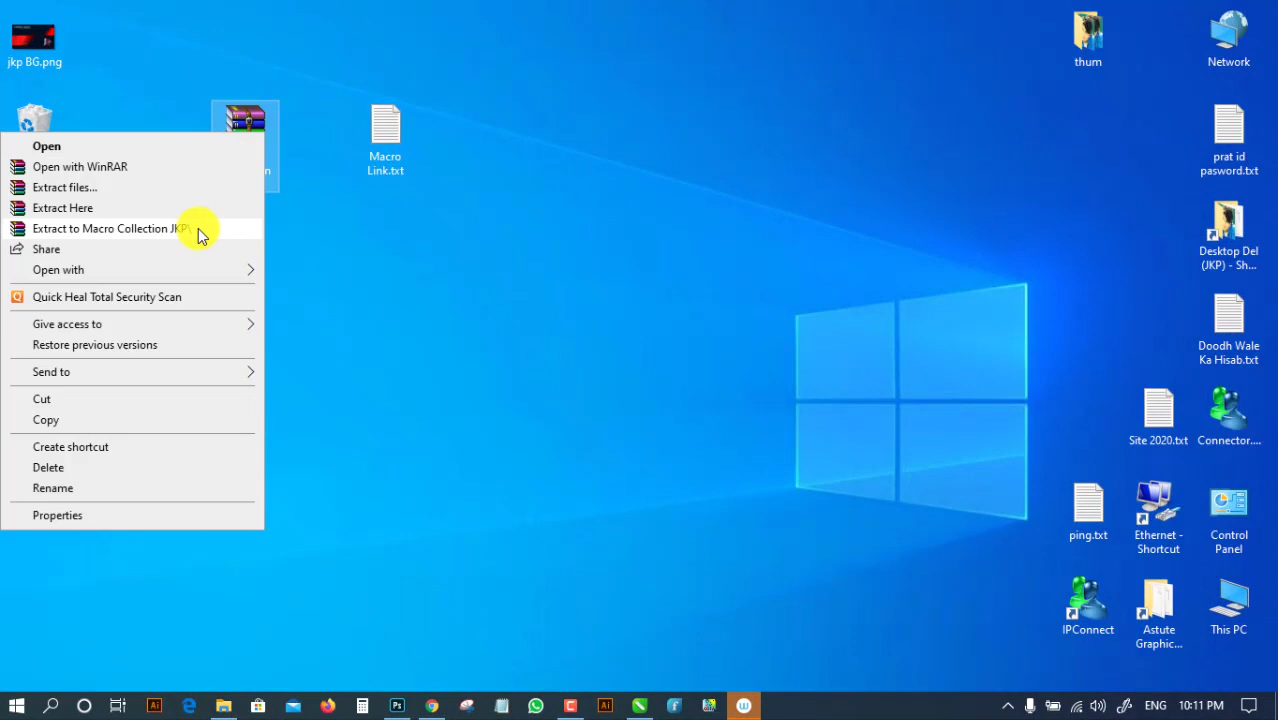 jkp BG.png
thum
Network
Macro
Link.txt
prat id
pasword.txt
Open
Open with WinRAR
Extract files...
Extract Here
Extract to Macro Collection JKP\
Share
Open with
Quick Heal Total Security Scan
Give access to
Restore previous versions
Send to
Cut
Copy
Create shortcut
Delete
Rename
Properties
Desktop Del
(JKP) - Sh...
Doodh Wale
Ka Hisab.txt
Site 2020.txt
Connector....
ping.txt
Ethernet -
Shortcut
Control
Panel
IPConnect
Astute
Graphic...
This PC
Ai
Ps
Ai
ENG
10:11 PM